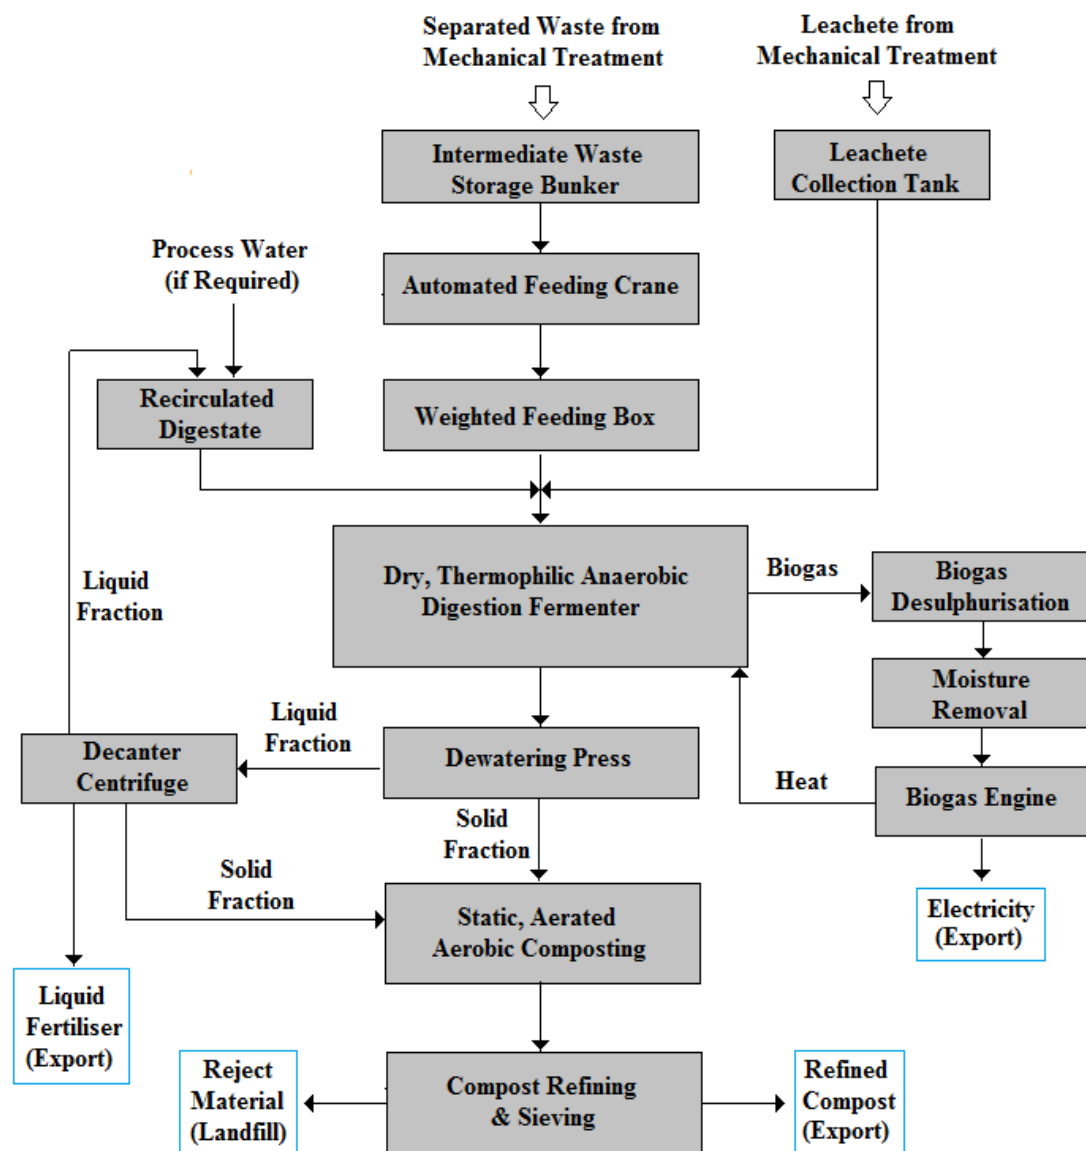 Separated Waste from
Mechanical Treatment
Leachete from
Mechanical Treatment
Intermediate Waste
Storage Bunker
Leachete
Collection Tank
Process Water
(if Required)
Automated Feeding Crane
Recirculated
Digestate
Weighted Feeding Box
Liquid
Fraction
Dry, Thermophilic Anaerobic
Digestion Fermenter
Biogas
Biogas
Desulphurisation
Moisture
Removal
Liquid
Fraction
Decanter
Centrifuge
Dewatering Press
Heat
Biogas Engine
Solid
Fraction
Solid
Fraction
Static, Aerated
Aerobic Composting
Electricity
(Export)
Liquid
Fertiliser
(Export)
Reject
Material
(Landfill)
Compost Refining
& Sieving
Refined
Compost
(Export)